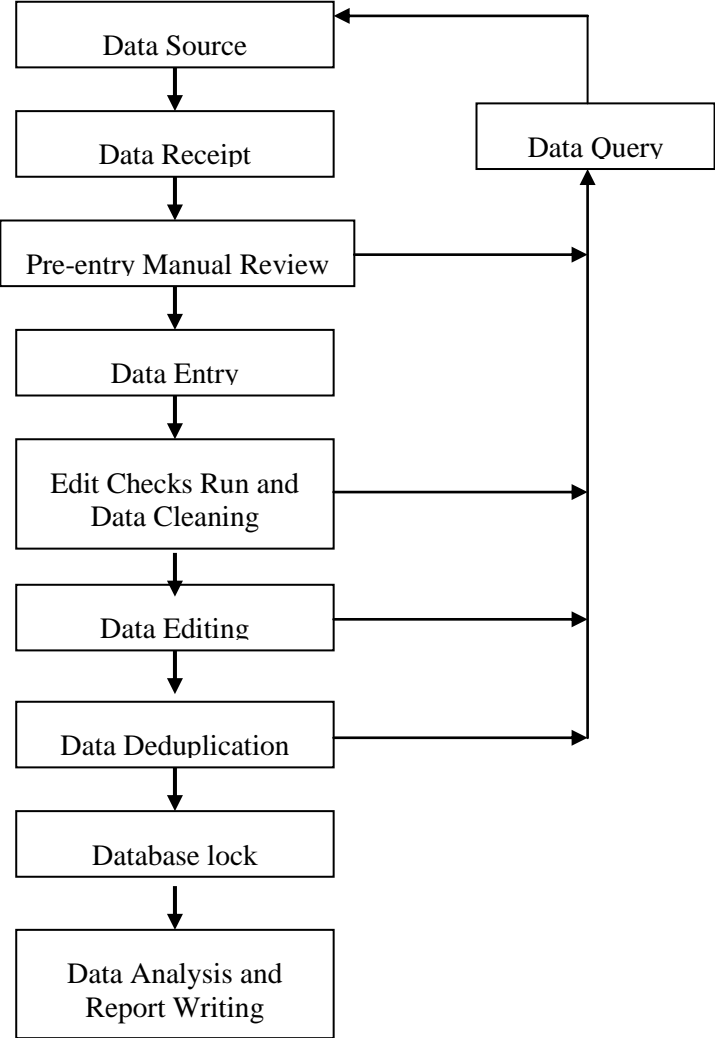 Data Source
Data Query
Data Receipt
Pre-entry Manual Review
Data Entry
Edit Checks Run and
Data Cleaning
Data Editing
Data Deduplication
Database lock
Data Analysis and
Report Writing